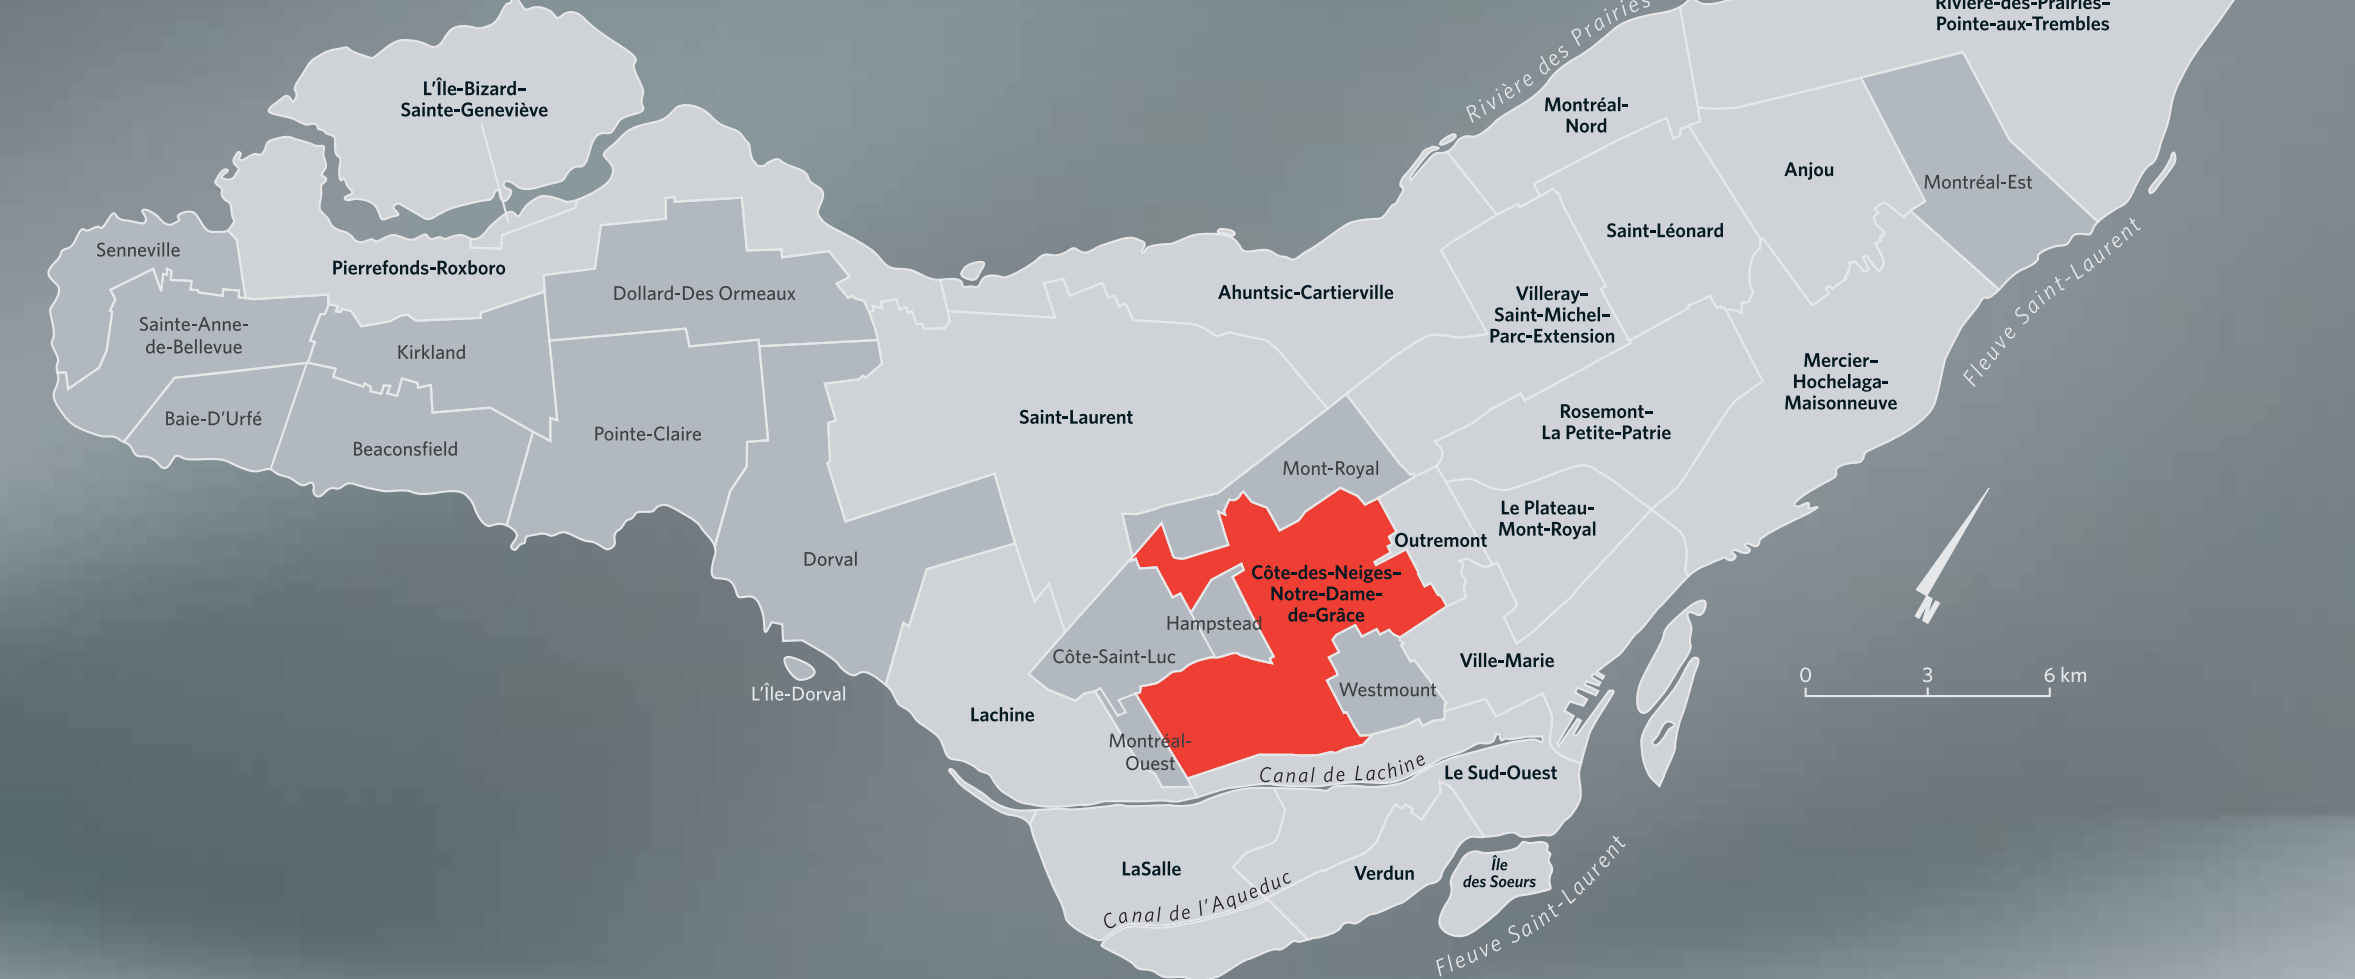 Rivière-des-Prairies–
Pointe-aux-Trembles
Rivière des Prairies
L'Île-Bizard–
Sainte-Geneviève
Montréal-
Nord
Anjou
Montréal-Est
Saint-Léonard
Senneville
Pierrefonds-Roxboro
Dollard-Des Ormeaux
Ahuntsic-Cartierville
Villeray–
Saint-Michel–
Parc-Extension
Fleuve Saint-Laurent
Sainte-Anne-
de-Bellevue
Kirkland
Mercier–
Hochelaga-
Maisonneuve
Baie-D'Urfé
Beaconsfield
Pointe-Claire
Saint-Laurent
Rosemont–
La Petite-Patrie
Mont-Royal
Le Plateau-
Mont-Royal
Outremont
Dorval
Côte-des-Neiges–
Notre-Dame-
de-Grâce
Hampstead
Côte-Saint-Luc
Ville-Marie
Westmount
L'Île-Dorval
N
0 3 6 km
Lachine
Montréal-
Ouest
Canal de Lachine
Le Sud-Ouest
LaSalle
Verdun
Île
des Soeurs
Canal de l'Aqueduc
Fleuve Saint-Laurent